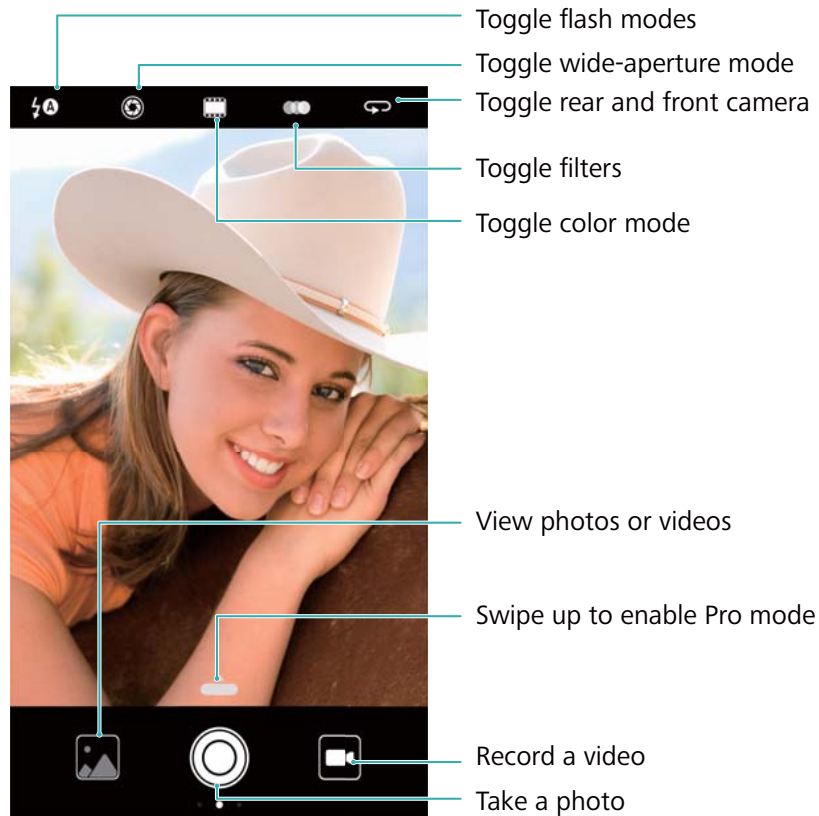 Toggle flash modes
Toggle wide-aperture mode
Toggle rear and front camera
A
Toggle filters
Toggle color mode
View photos or videos
Swipe up to enable Pro mode
Record a video
Take a photo